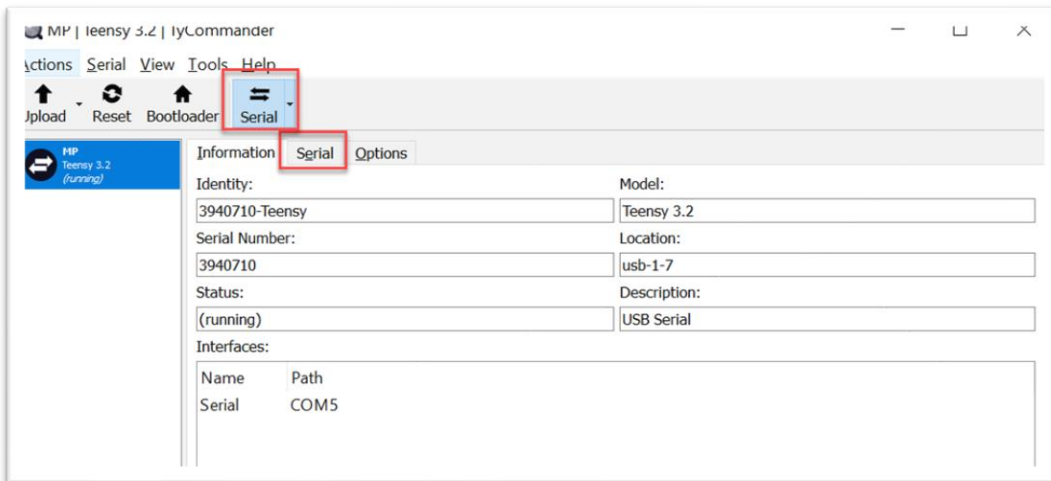 MP | Teensy 3.2 | TyCommander
Actions Serial View Tools Help
Upload Reset Bootloader Serial
MP
Teensy 3.2
(running)
Information Serial Options
Identity: Model:
3940710-Teensy Teensy 3.2
Serial Number: Location:
3940710 usb-1-7
Status: Description:
(running) USB Serial
Interfaces:
Name Path
Serial COM5